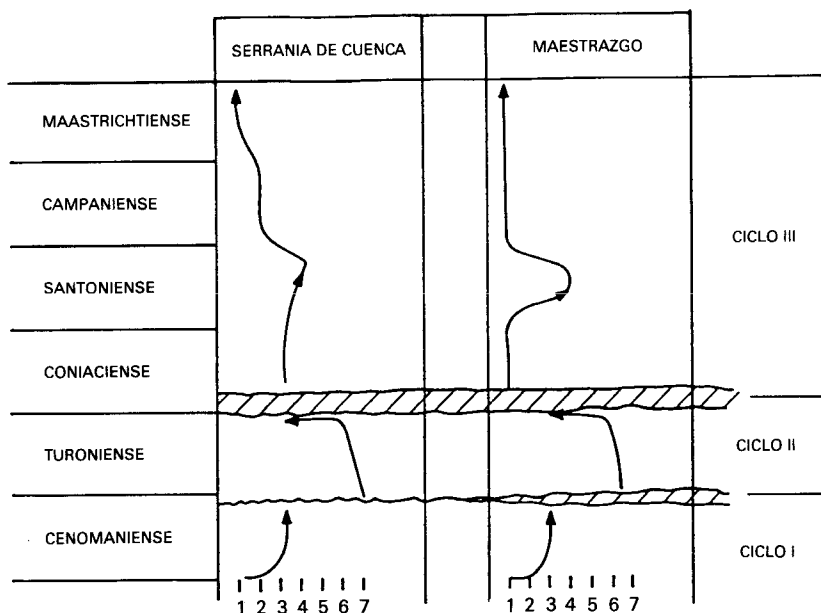 SERRANIA DE CUENCA
MAESTRAZGO
MAASTRICHTIENSE
CAMPANIENSE
SANTONIENSE
CONIACIENSE
TURONIENSE
CENOMANIENSE
CICLO III
CICLO II
CICLO I
1 2 3 4 5 6 7
1 2 3 4 5 6 7